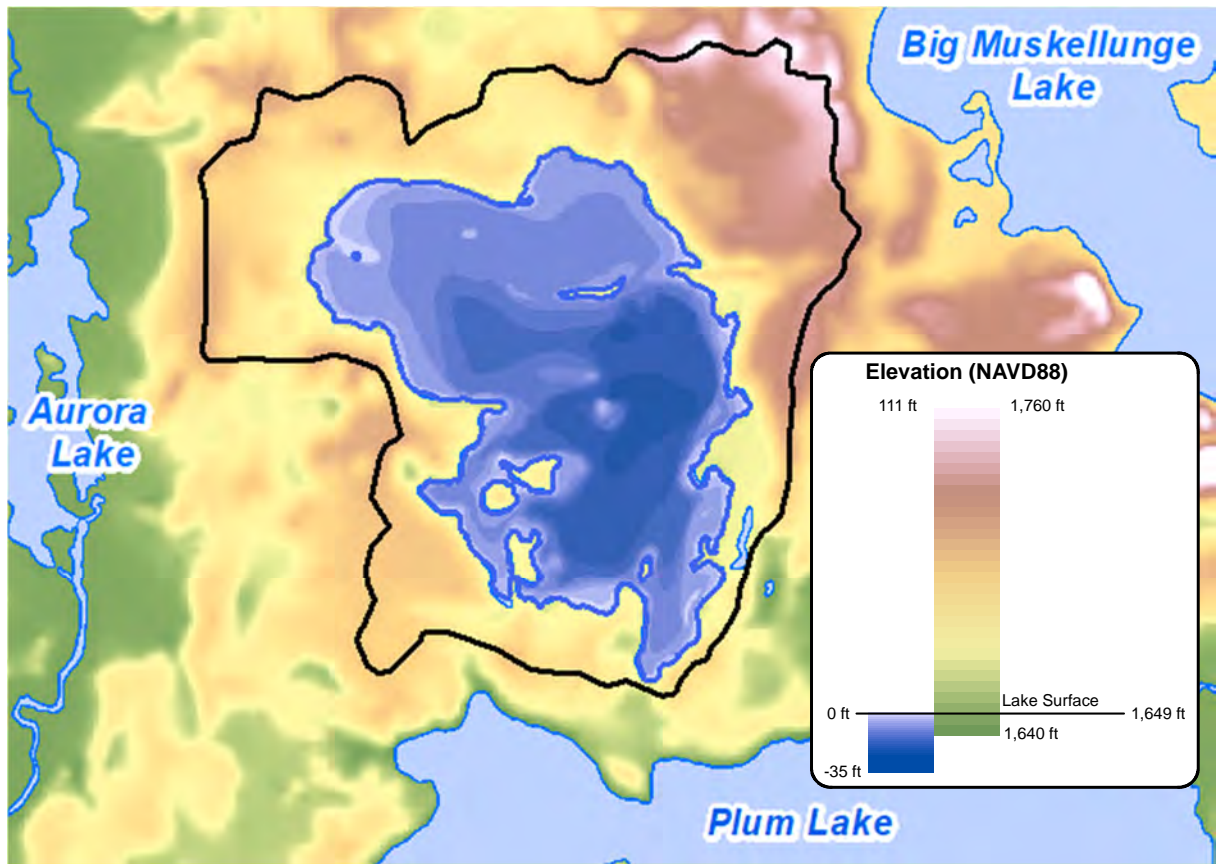 Big Muskellunge
Lake
Aurora
Lake
Elevation (NAVD88)
111 ft
1,760 ft
Lake Surface
0 ft
1,649 ft
1,640 ft
-35 ft
Plum Lake